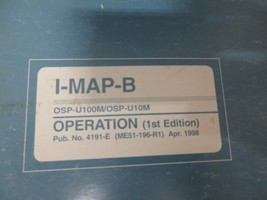 I-MAP-B
OSP-U100M/OSP-U10M
OPERATION (1st Edition)
Pub. No. 4191-E (ME51-196-R1) Apr. 1998